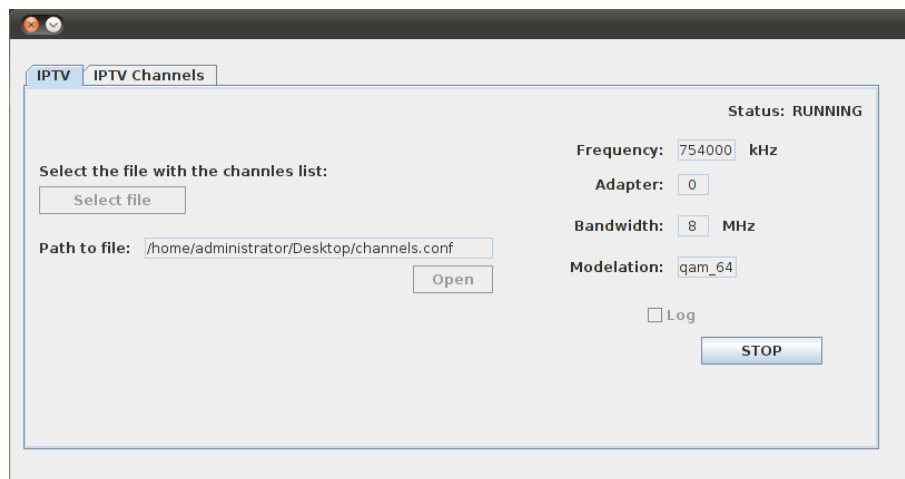 IPTV IPTV Channels
Status: RUNNING
Frequency: 754000 kHz
Select the file with the channles list:
Adapter: 0
Select file
Bandwidth: 8 MHz
Path to file: /home/administrator/Desktop/channels.conf
Modelation: qam_64
Open
Log
STOP